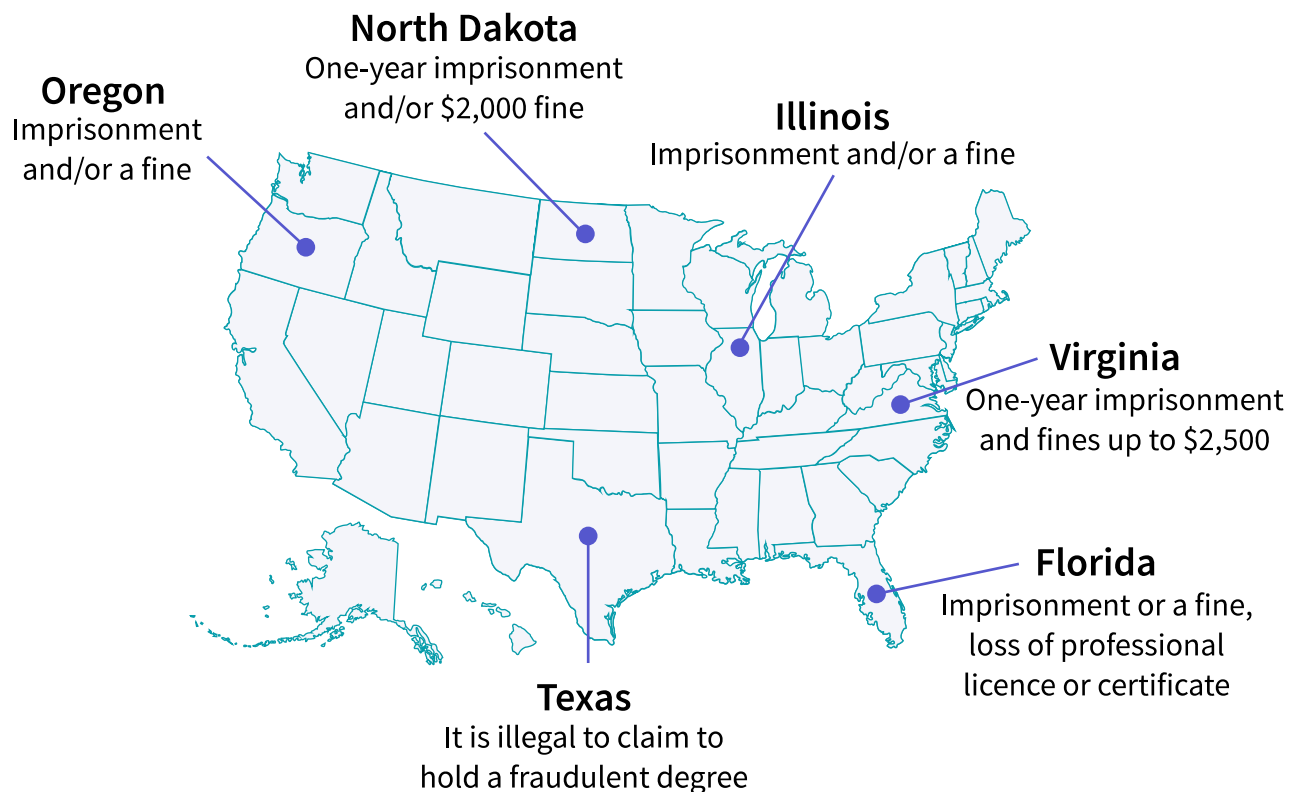 North Dakota
One-year imprisonment
and/or $2,000 fine
Oregon
Imprisonment
and/or a fine
Illinois
Imprisonment and/or a fine
Virginia
One-year imprisonment
and fines up to $2,500
Florida
Imprisonment or a fine,
loss of professional
licence or certificate
Texas
It is illegal to claim to
hold a fraudulent degree